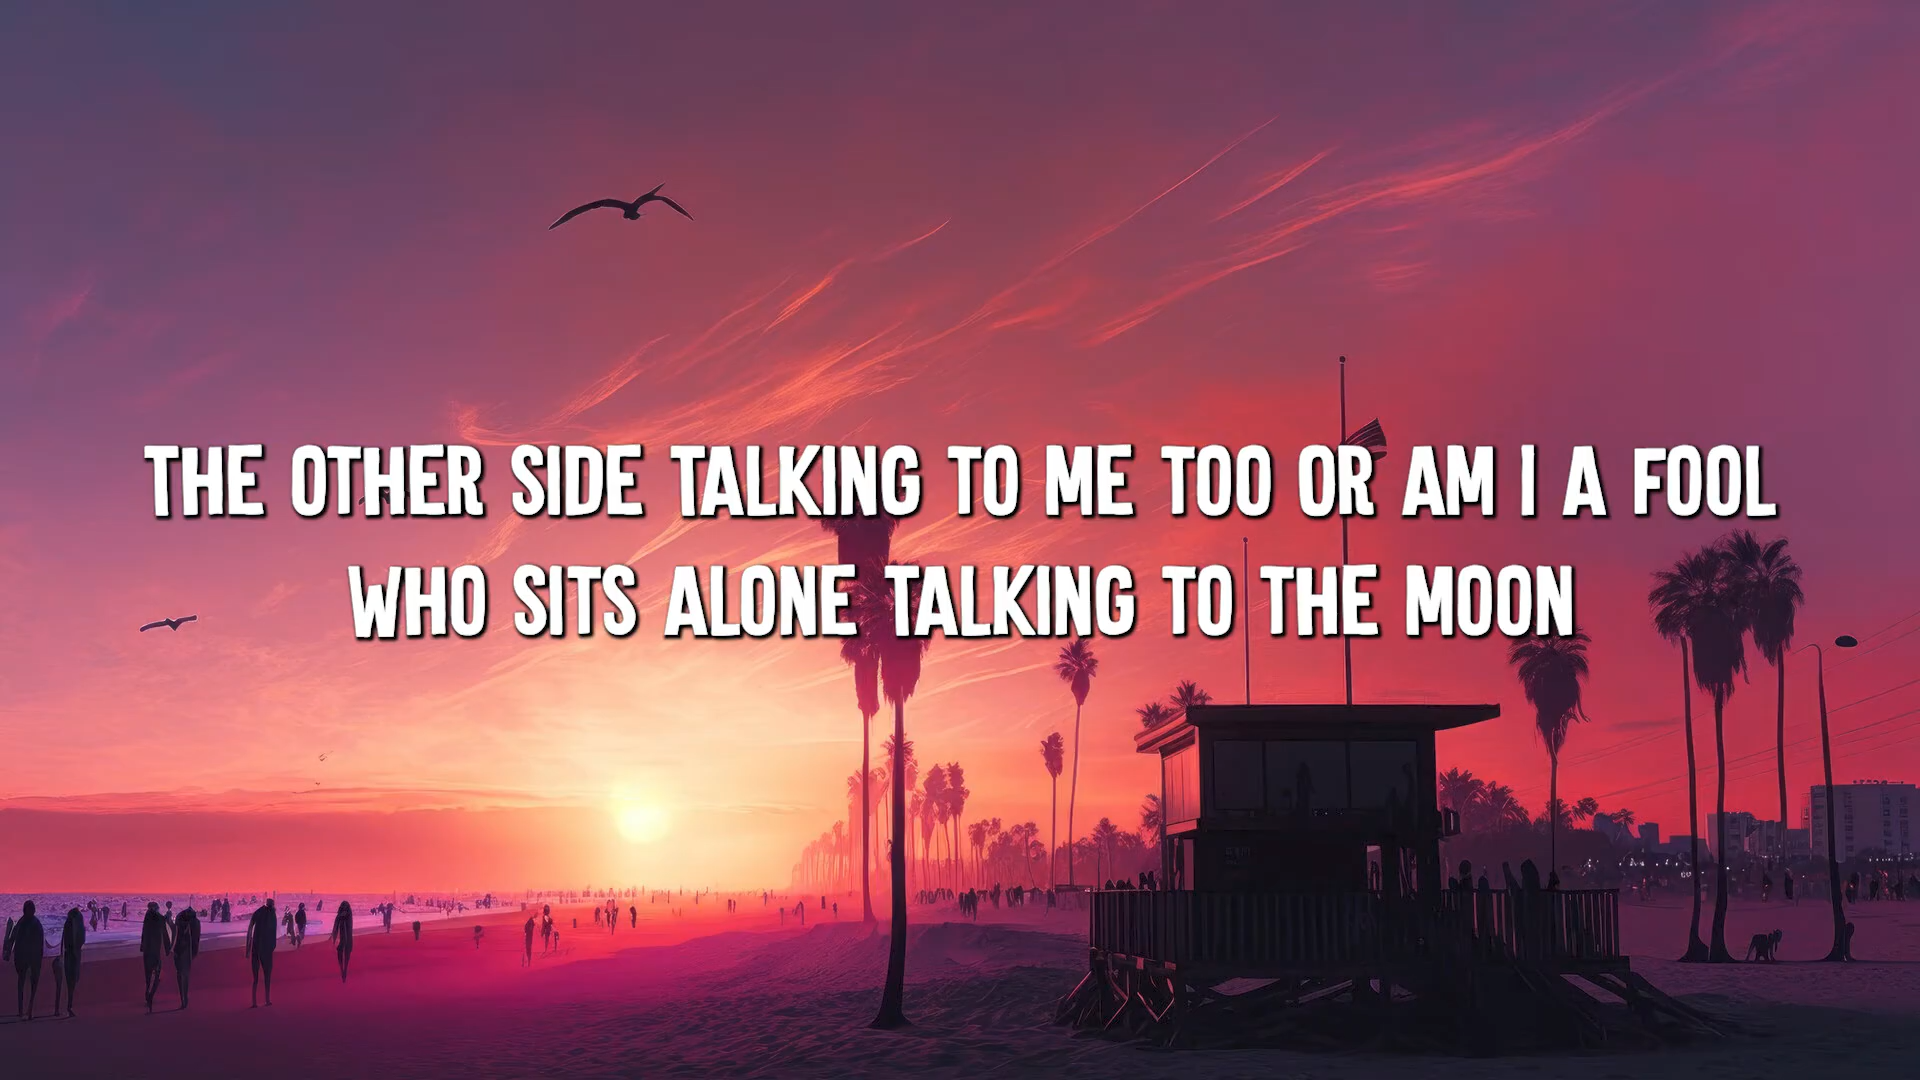 THE OTHER SIDE TALKING TO ME TOO OR AM I A FOOL
WHO SITS ALONE TALKING TO THE MOON